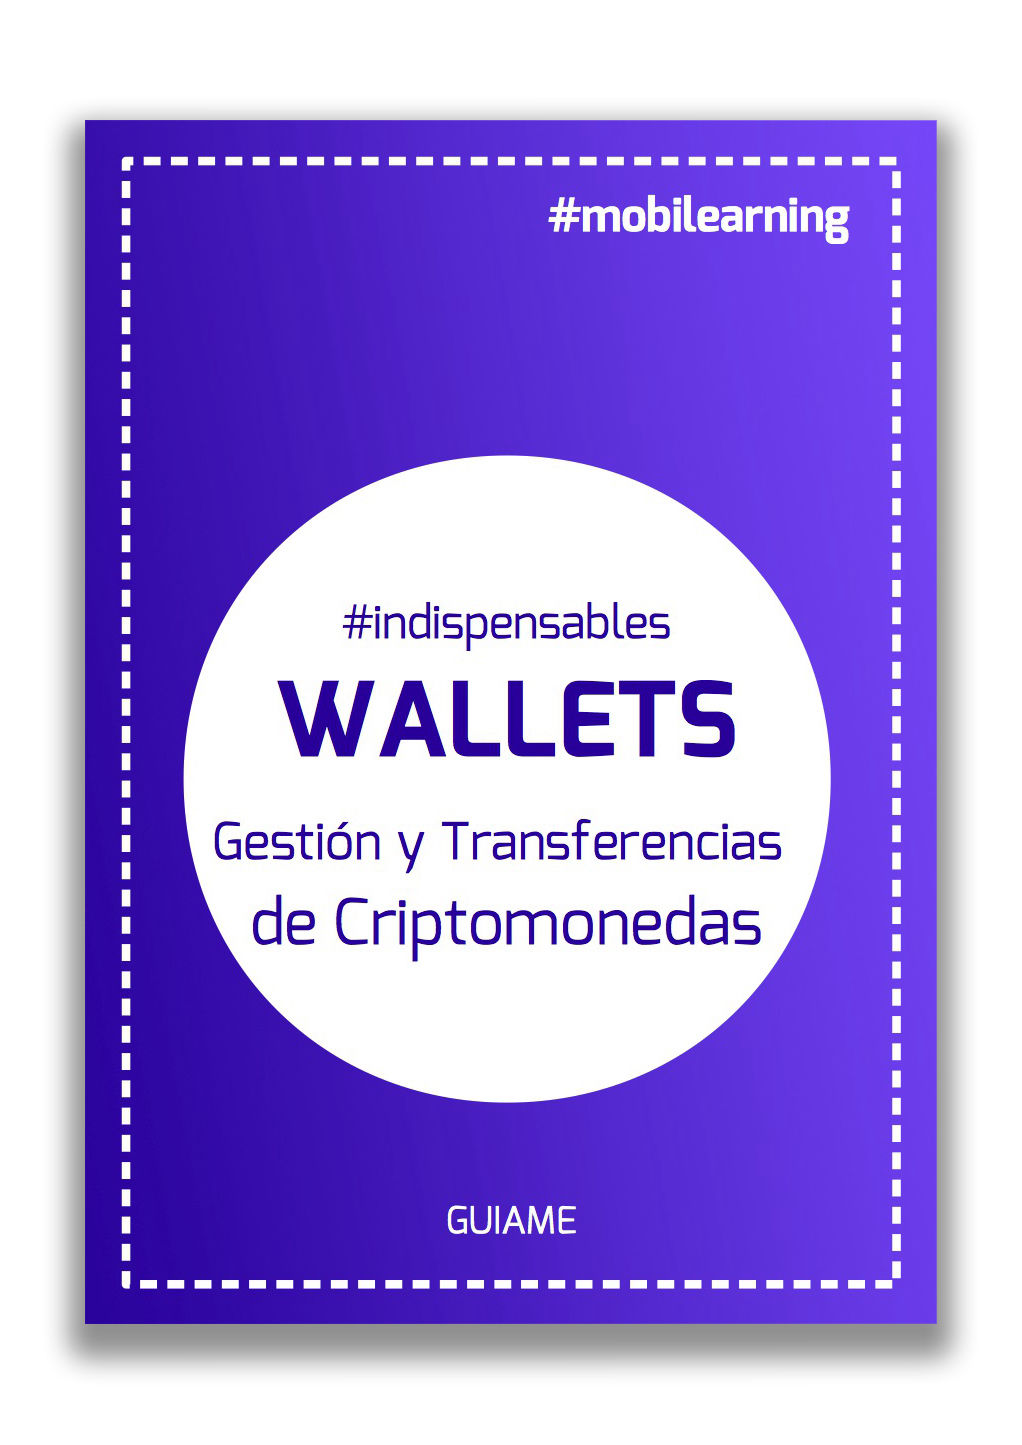 #mobilearning
#indispensables
WALLETS
Gestión y Transferencias
de Criptomonedas
GUIAME